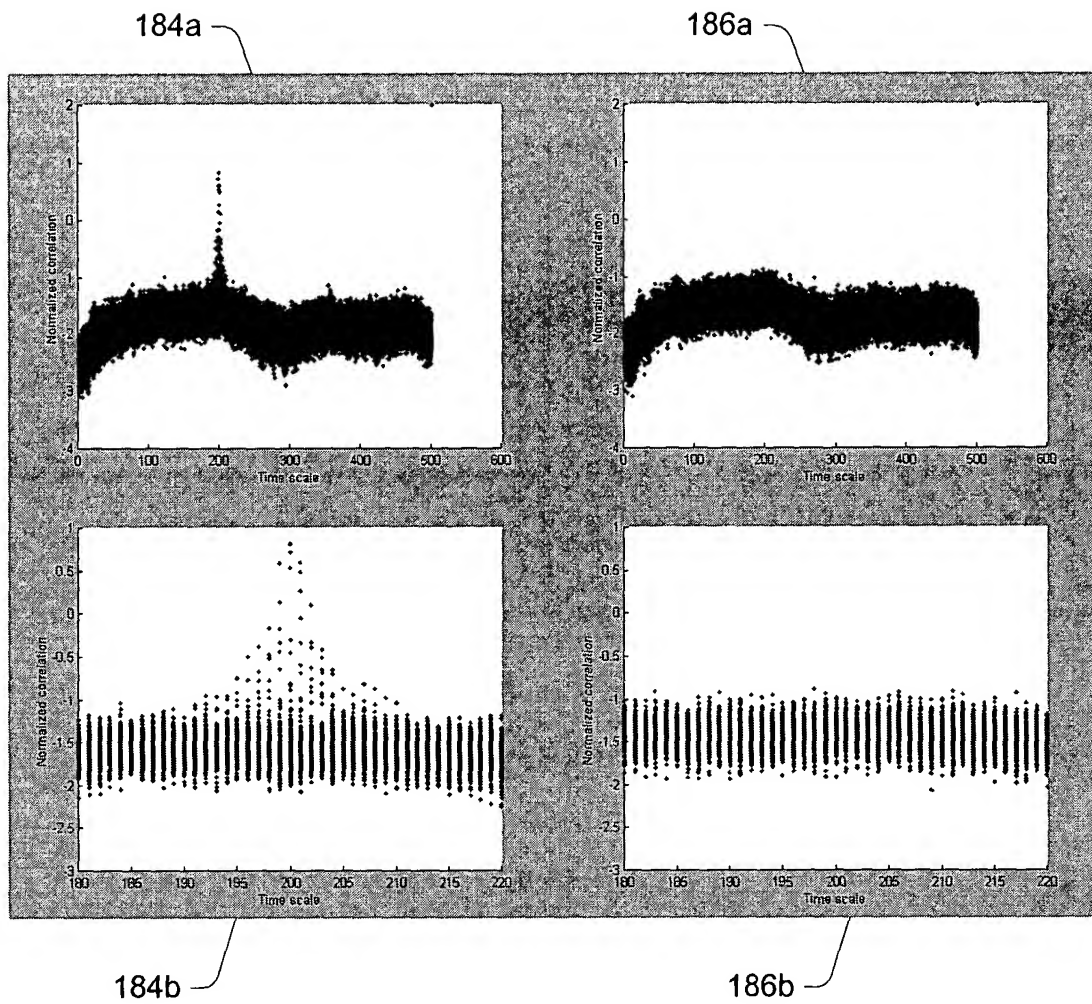 184a
186a
2
1
0
-1
-2
-3
-4
Normalized correlation
0 100 200 300 400 500 600
Time scale
2
1
0
-1
-2
-3
-4
Normalized correlation
0 100 200 300 400 500 600
Time scale
1
0.5
0
-0.5
-1
-1.5
-2
-2.5
-3
Normalized correlation
180 185 190 195 200 205 210 215 220
Time scale
1
0.5
0
-0.5
-1
-1.5
-2
-2.5
-3
Normalized correlation
180 185 190 195 200 205 210 215 220
Time scale
184b
186b